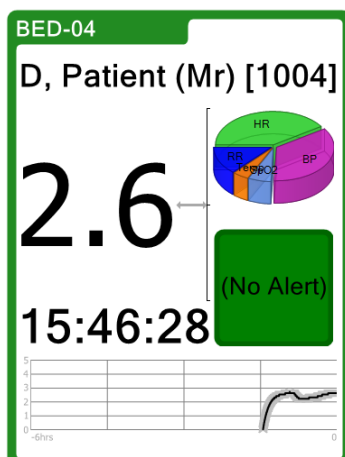 BED-04
D, Patient (Mr) [1004]
HR
RR
BP
Temp
SpO2
2.6
(No Alert)
15:46:28
5
4
3
2
1
0
-6hrs
0